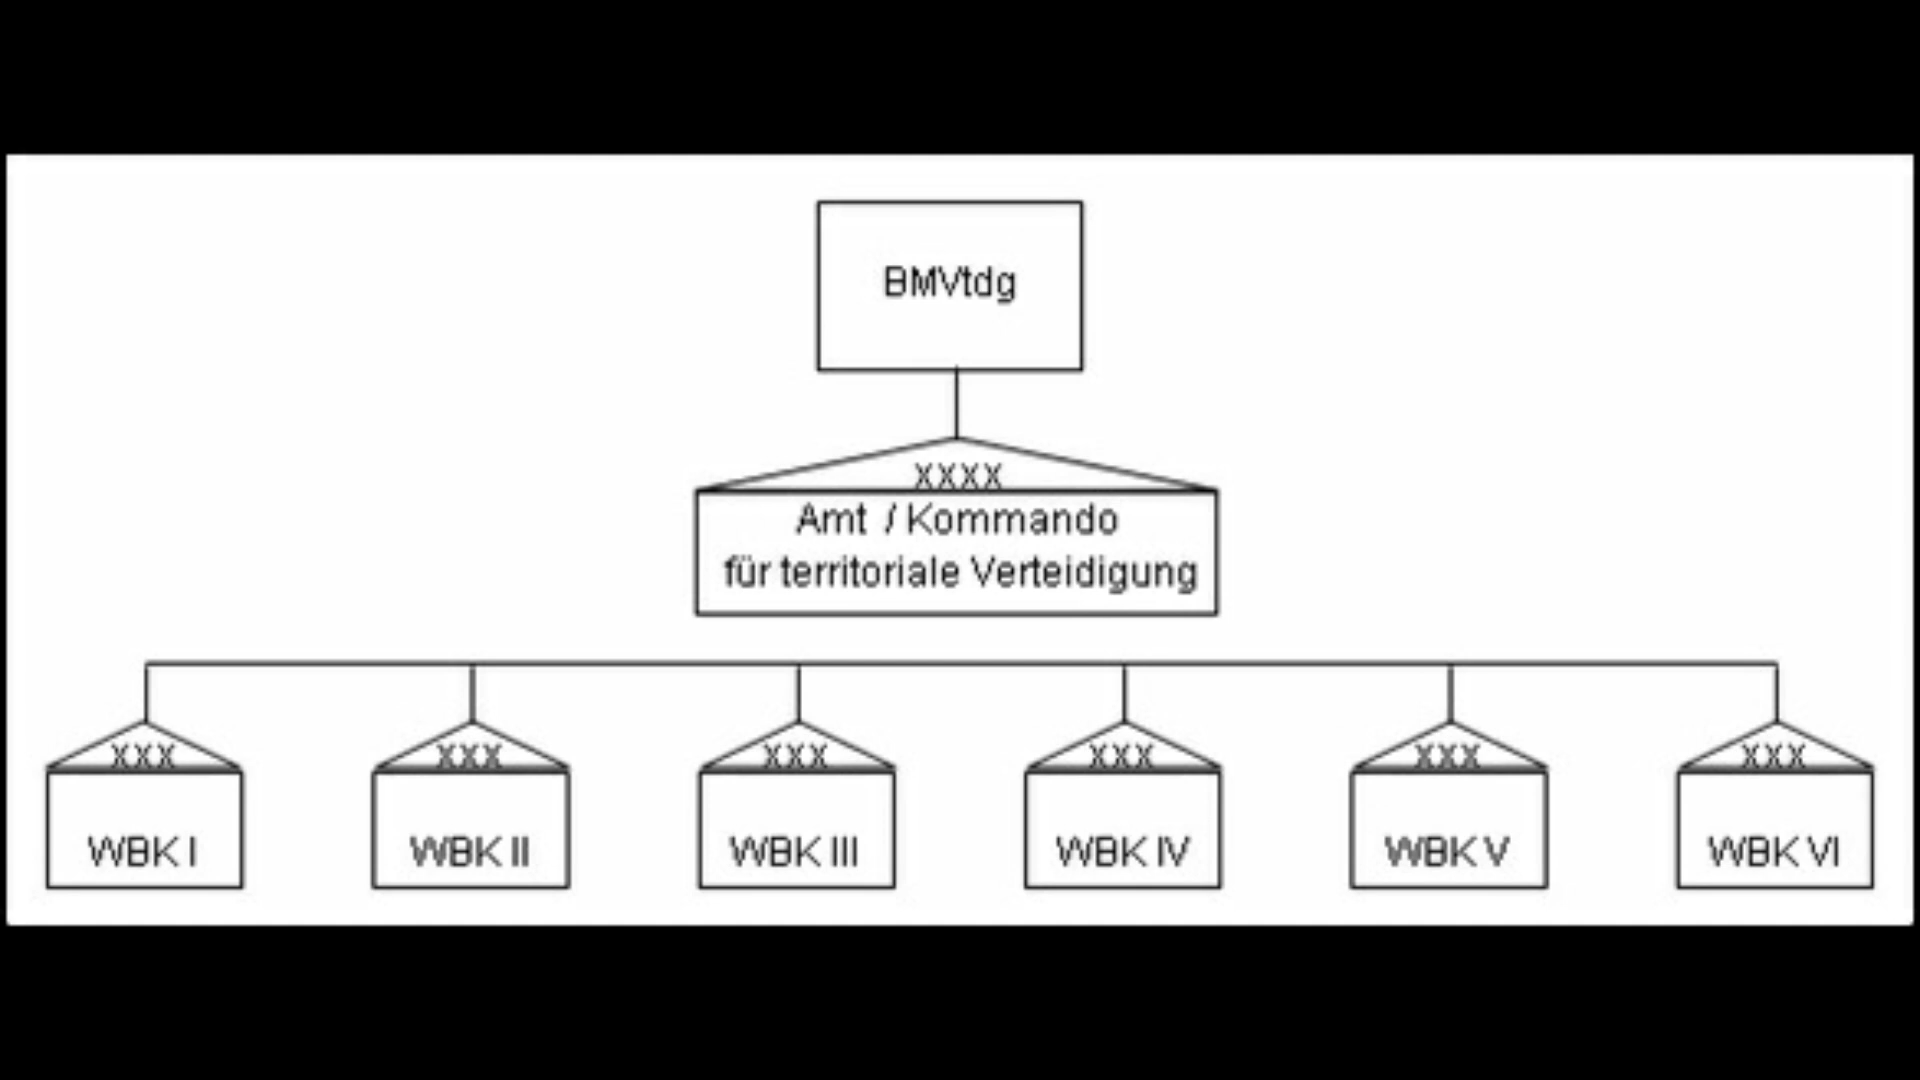 BMVtdg
XXXX
Amt / Kommando
für territoriale Verteidigung
XXX XXX XXX XXX XXX XXX
WBK I WBK II WBK III WBK IV WBK V WBK VI